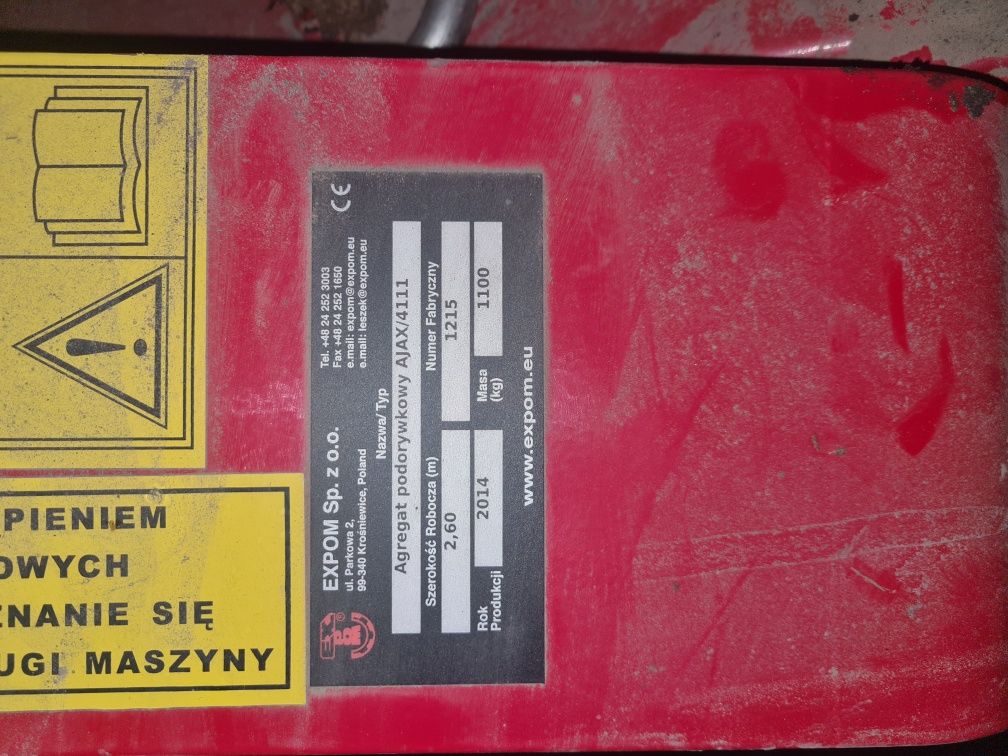 PIENIEM
OWYCH
ZNANIE SIĘ
UGI MASZYNY
EXPOM Sp. z o.o.
ul. Parkowa 2,
99-340 Krośniewice, Poland
Tel. +48 24 252 3003
Fax +48 24 252 1650
e.mail: expom@expom.eu
e.mail: leszek@expom.eu
CE
Nazwa/Typ
Agregat podorywkowy AJAX/4111
Szerokość Robocza (m) Numer Fabryczny
2,60 1215
Rok
Produkcji
2014
Masa
(kg)
1100
www.expom.eu